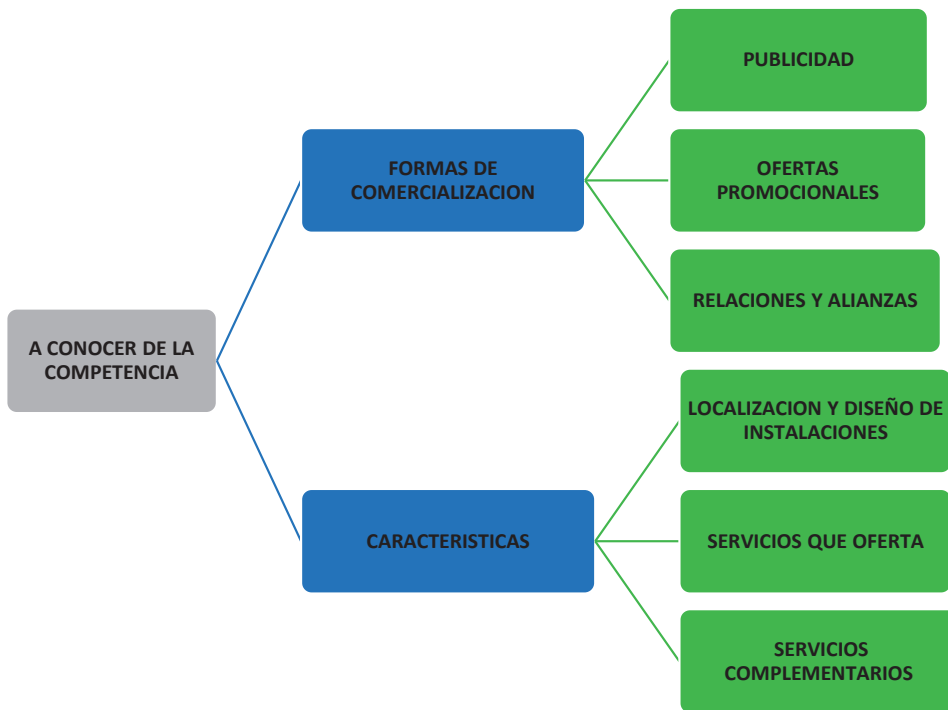 PUBLICIDAD
FORMAS DE
COMERCIALIZACION
OFERTAS
PROMOCIONALES
RELACIONES Y ALIANZAS
A CONOCER DE LA
COMPETENCIA
LOCALIZACION Y DISEÑO DE
INSTALACIONES
CARACTERISTICAS
SERVICIOS QUE OFERTA
SERVICIOS
COMPLEMENTARIOS